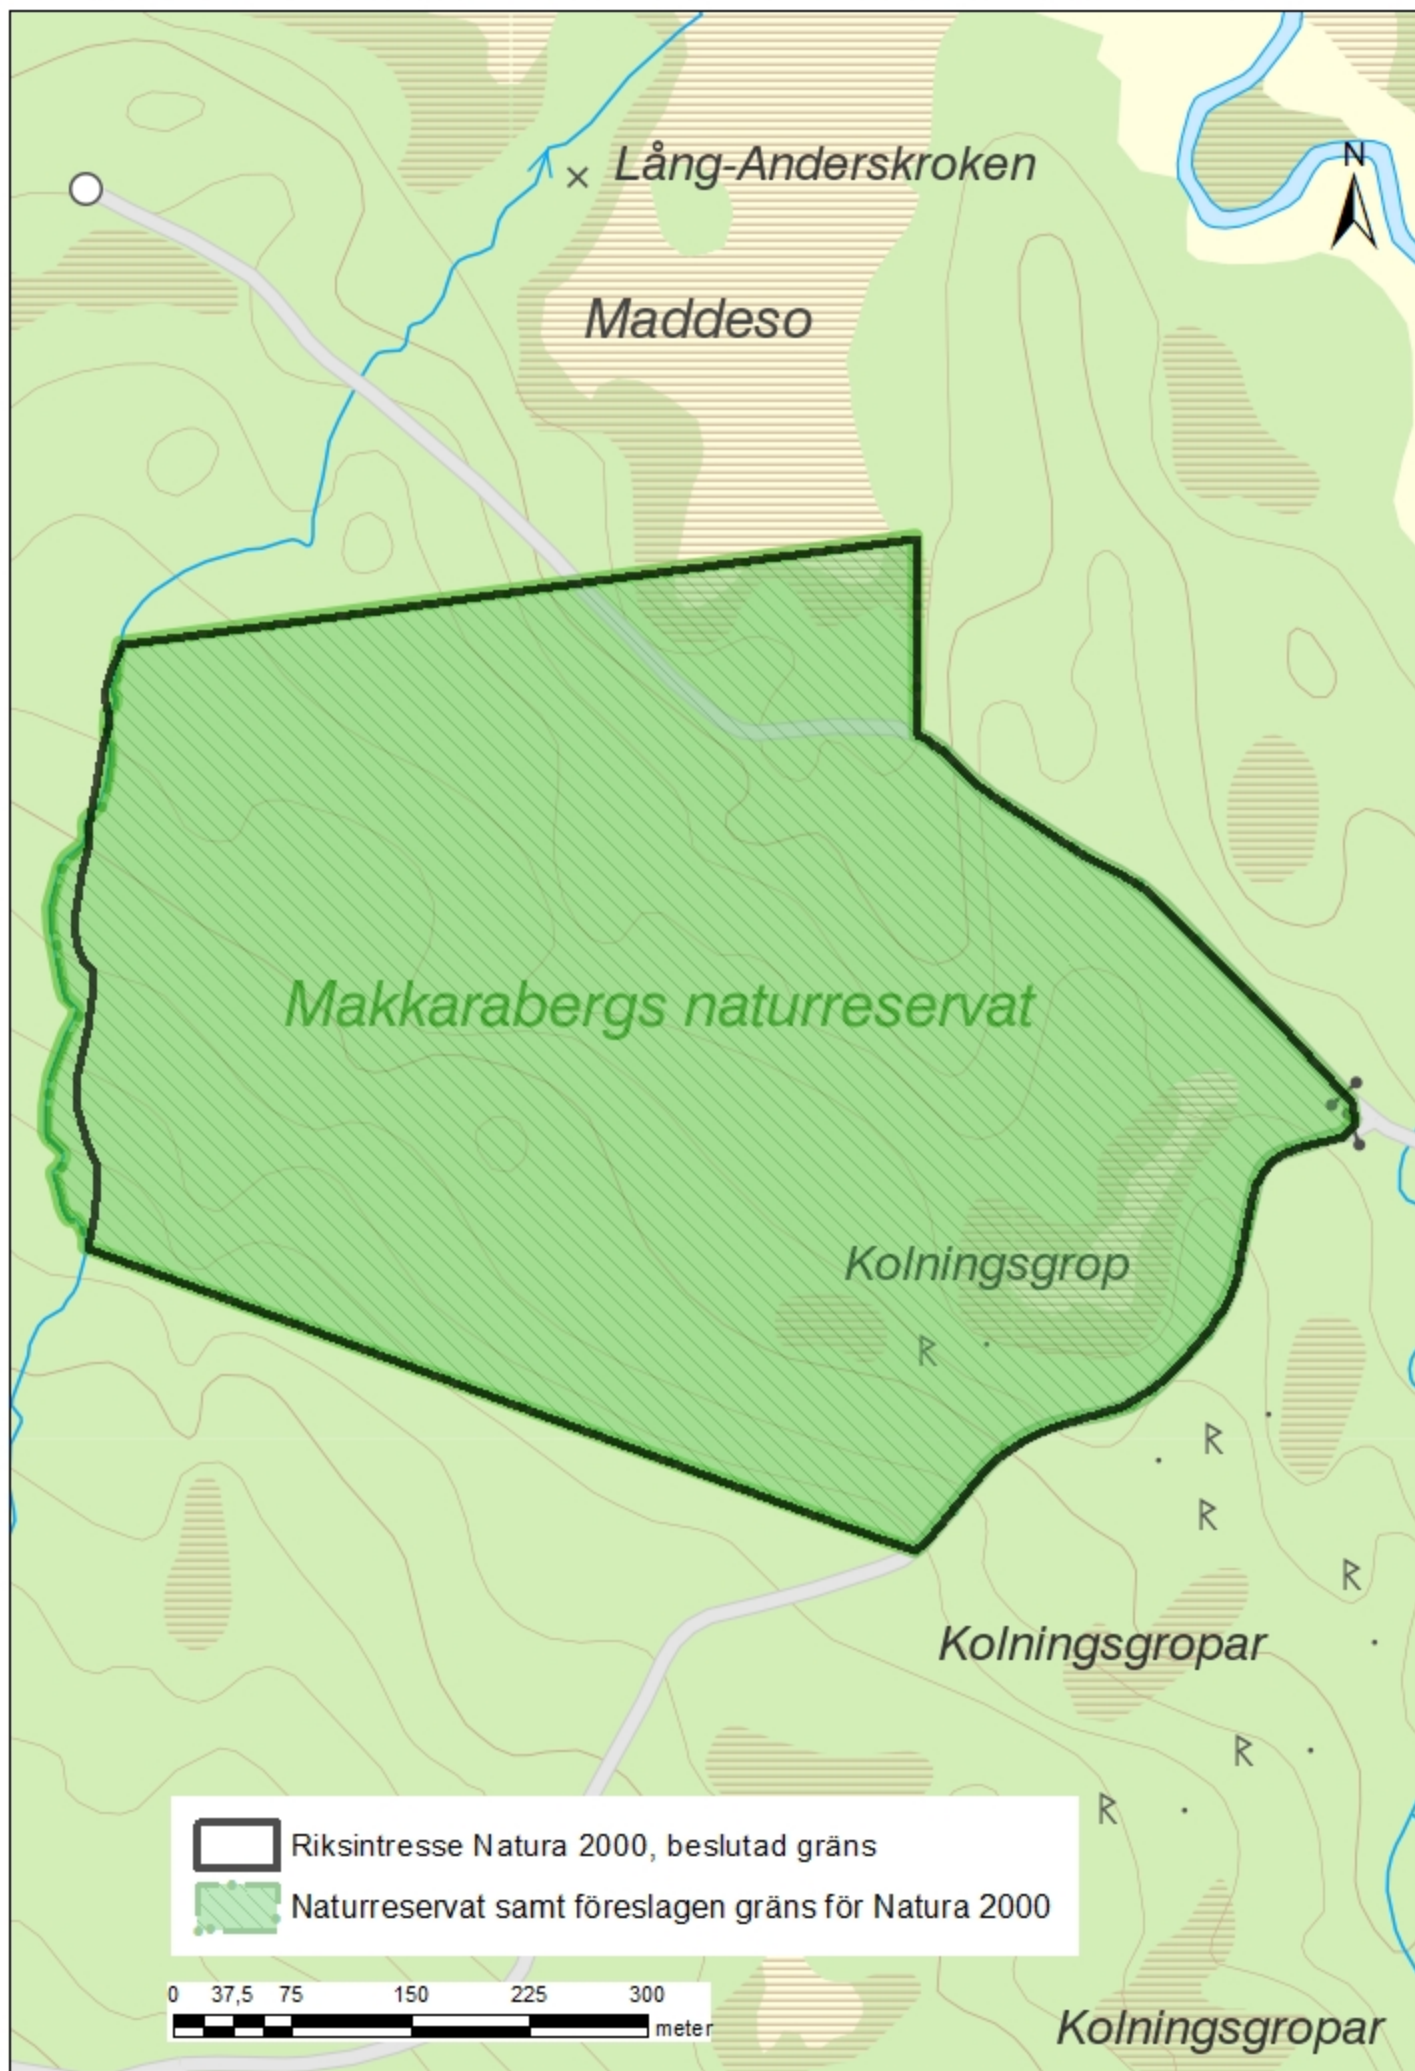 Lång-Anderskroken
N
Maddeso
Makkarabergs naturreservat
Kolningsgrop
R
R
R
R
Kolningsgropar
R
R
Riksintresse Natura 2000, beslutad gräns
Naturreservat samt föreslagen gräns för Natura 2000
0 37,5 75 150 225 300
meter
Kolningsgropar